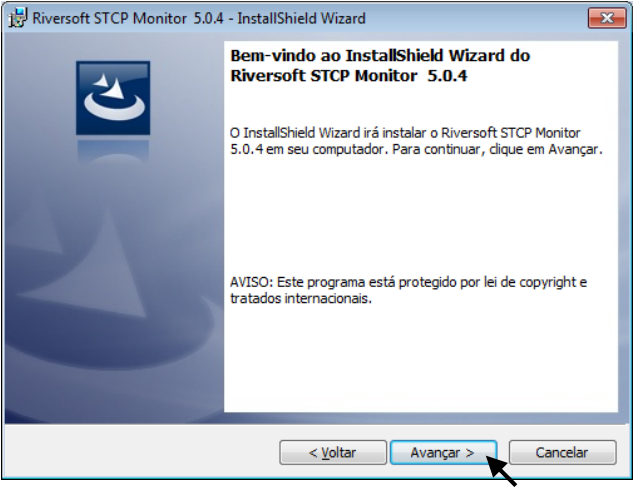 Riversoft STCP Monitor 5.0.4 - InstallShield Wizard
Bem-vindo ao InstallShield Wizard do
Riversoft STCP Monitor 5.0.4
O InstallShield Wizard irá instalar o Riversoft STCP Monitor
5.0.4 em seu computador. Para continuar, clique em Avançar.
AVISO: Este programa está protegido por lei de copyright e
tratados internacionais.
< Voltar
Avançar >
Cancelar